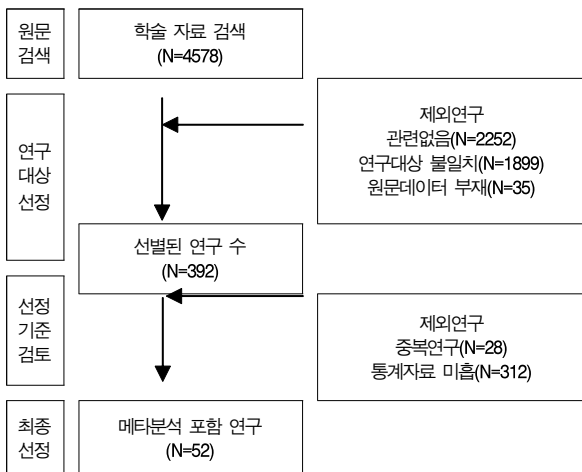 원문
검색
학술 자료 검색
(N=4578)
제외연구
관련없음(N=2252)
연구대상 불일치(N=1899)
원문데이터 부재(N=35)
연구
대상
선정
선별된 연구 수
(N=392)
선정
기준
검토
제외연구
중복연구(N=28)
통계자료 미흡(N=312)
최종
선정
메타분석 포함 연구
(N=52)